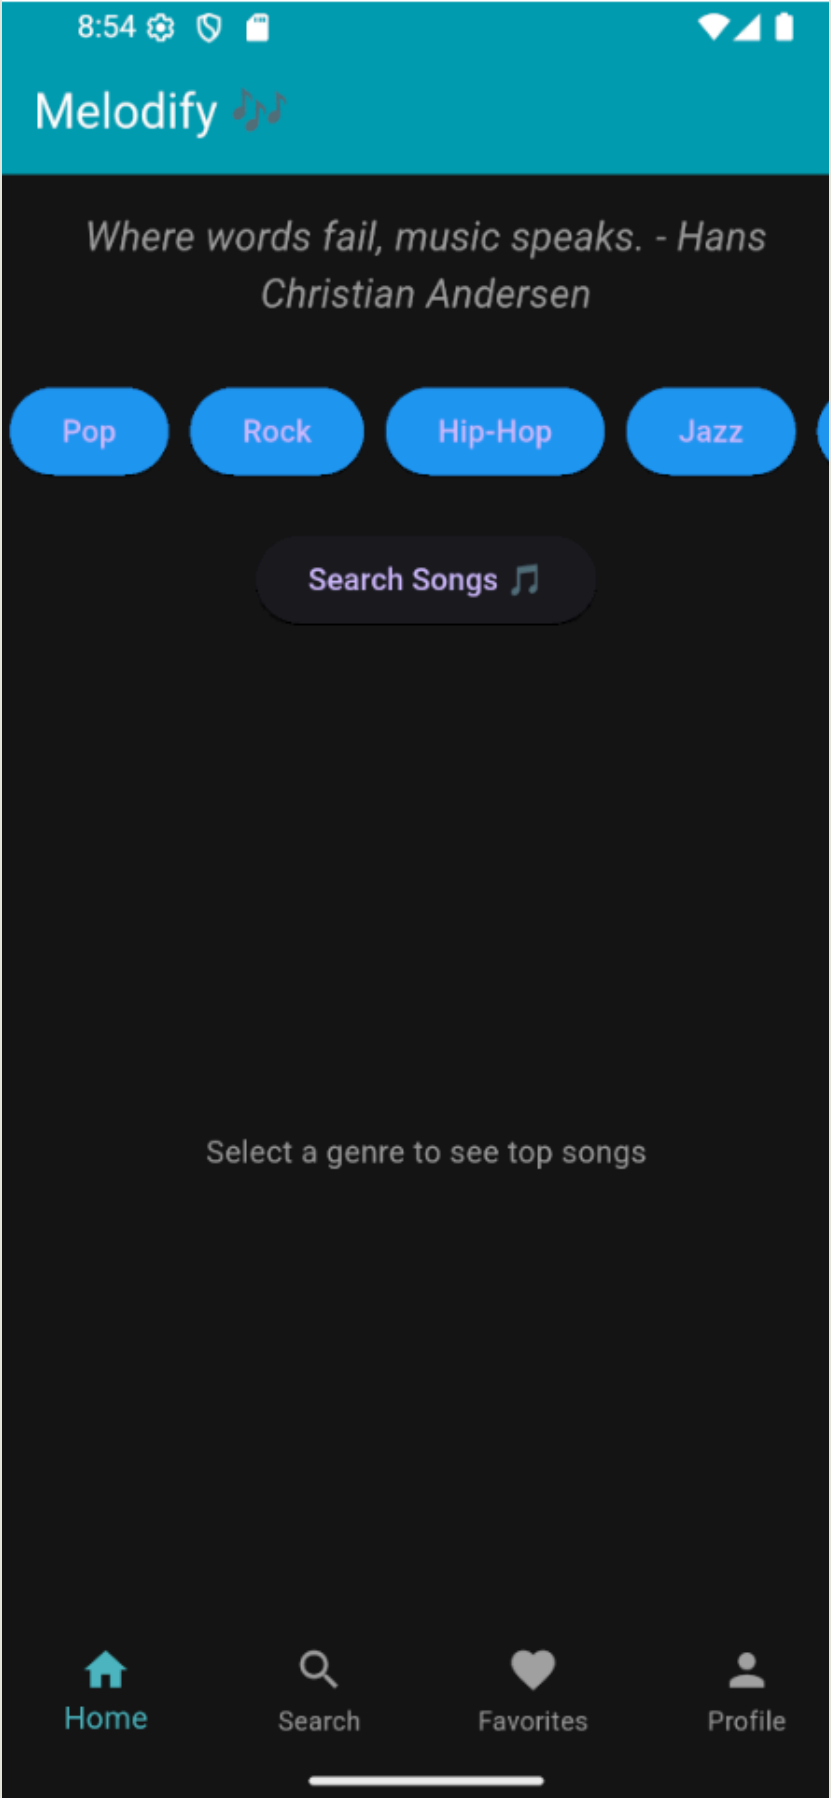 8:54
Melodify 🎶
Where words fail, music speaks. - Hans
Christian Andersen
Pop Rock Hip-Hop Jazz
Search Songs 🎵
Select a genre to see top songs
Home Search Favorites Profile